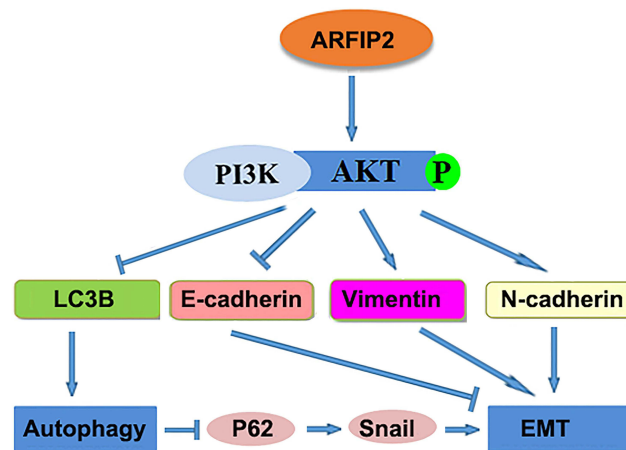 ARFIP2
PI3K AKT P
LC3B E-cadherin Vimentin N-cadherin
Autophagy P62 Snail EMT